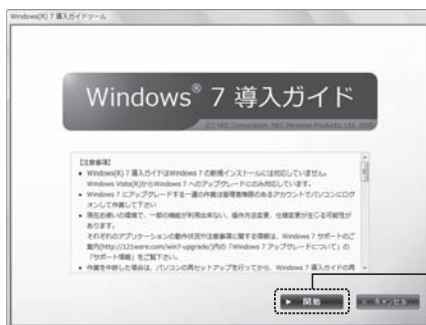 Windows(R) 7 導入ガイドツール
Windows® 7 導入ガイド
(C) NEC Corporation, NEC Personal Products, Ltd. 2009
【注意事項】
● Windows(R) 7 導入ガイドはWindows 7 の新規インストールには対応していません。
Windows Vista(R)からWindows 7 へのアップグレードにのみ対応しています。
● Windows 7 にアップグレードする一連の作業は管理者権限のあるアカウントでパソコンにログ
オンして作業して下さい
● 現在お使いの環境で、一部の機能が利用出来ない、操作方法変更、仕様変更が生じる可能性が
あります。
それぞれのアプリケーションの動作状況や注意事項に関する情報は、Windows 7 サポートのご
案内(http://121ware.com/win7-upgrade/)内の「Windows 7 アップグレードについて」の
「サポート情報」をご覧下さい。
● 作業を中断した場合は、パソコンの再セットアップを行ってから、Windows 7 導入ガイドの再
▶ 開始
キャンセル